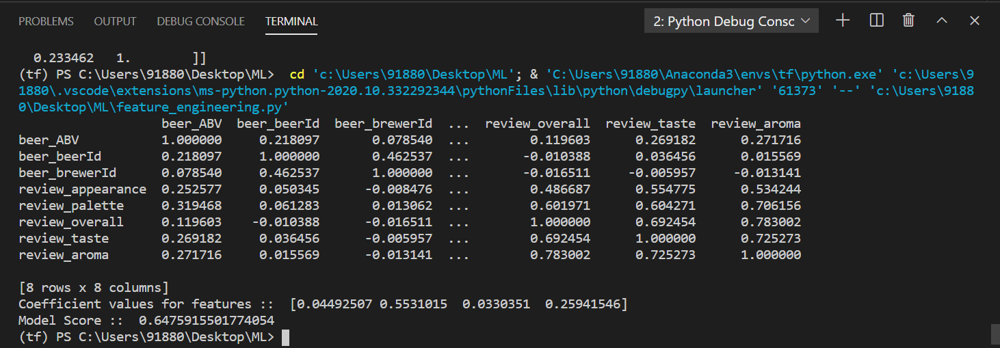 PROBLEMS OUTPUT DEBUG CONSOLE TERMINAL 2: Python Debug Consc
0.233462 1. ]]
(tf) PS C:\Users\91880\Desktop\ML> cd 'c:\Users\91880\Desktop\ML'; & 'C:\Users\91880\Anaconda3\envs\tf\python.exe' 'c:\Users\9
1880\.vscode\extensions\ms-python.python-2020.10.332292344\pythonFiles\lib\python\debugpy\launcher' '61373' '--' 'c:\Users\9188
0\Desktop\ML\feature_engineering.py'
beer_ABV beer_beerId beer_brewerId ... review_overall review_taste review_aroma
beer_ABV 1.000000 0.218097 0.078540 ... 0.119603 0.269182 0.271716
beer_beerId 0.218097 1.000000 0.462537 ... -0.010388 0.036456 0.015569
beer_brewerId 0.078540 0.462537 1.000000 ... -0.016511 -0.005957 -0.013141
review_appearance 0.252577 0.050345 -0.008476 ... 0.486687 0.554775 0.534244
review_palette 0.319468 0.061283 0.013062 ... 0.601971 0.604271 0.706156
review_overall 0.119603 -0.010388 -0.016511 ... 1.000000 0.692454 0.783002
review_taste 0.269182 0.036456 -0.005957 ... 0.692454 1.000000 0.725273
review_aroma 0.271716 0.015569 -0.013141 ... 0.783002 0.725273 1.000000
[8 rows x 8 columns]
Coefficient values for features :: [0.04492507 0.5531015 0.0330351 0.25941546]
Model Score :: 0.6475915501774054
(tf) PS C:\Users\91880\Desktop\ML>